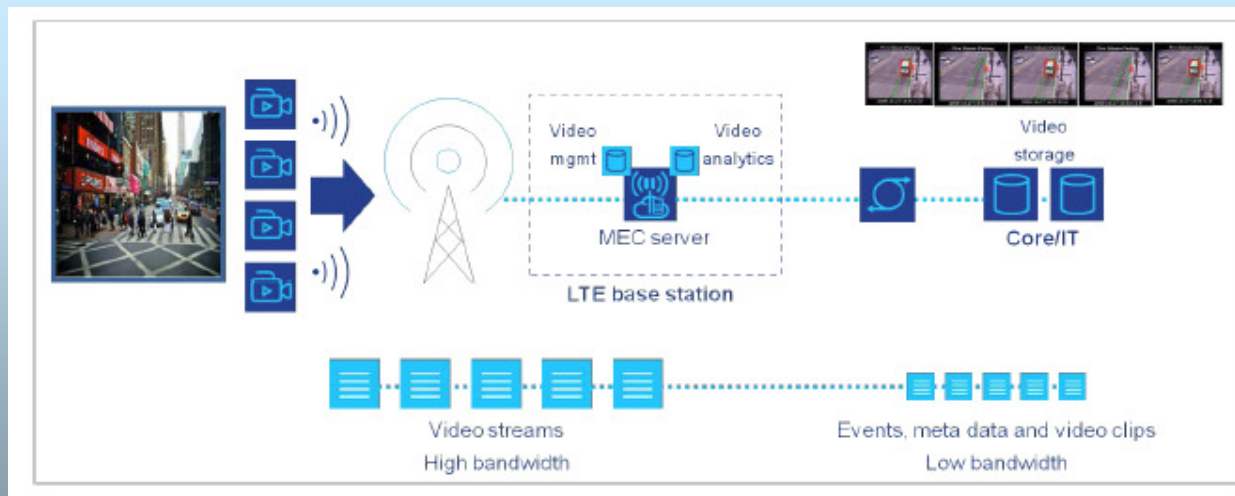 Video
mgmt
Video
analytics
MEC server
LTE base station
Video
storage
Core/IT
Video streams
High bandwidth
Events, meta data and video clips
Low bandwidth